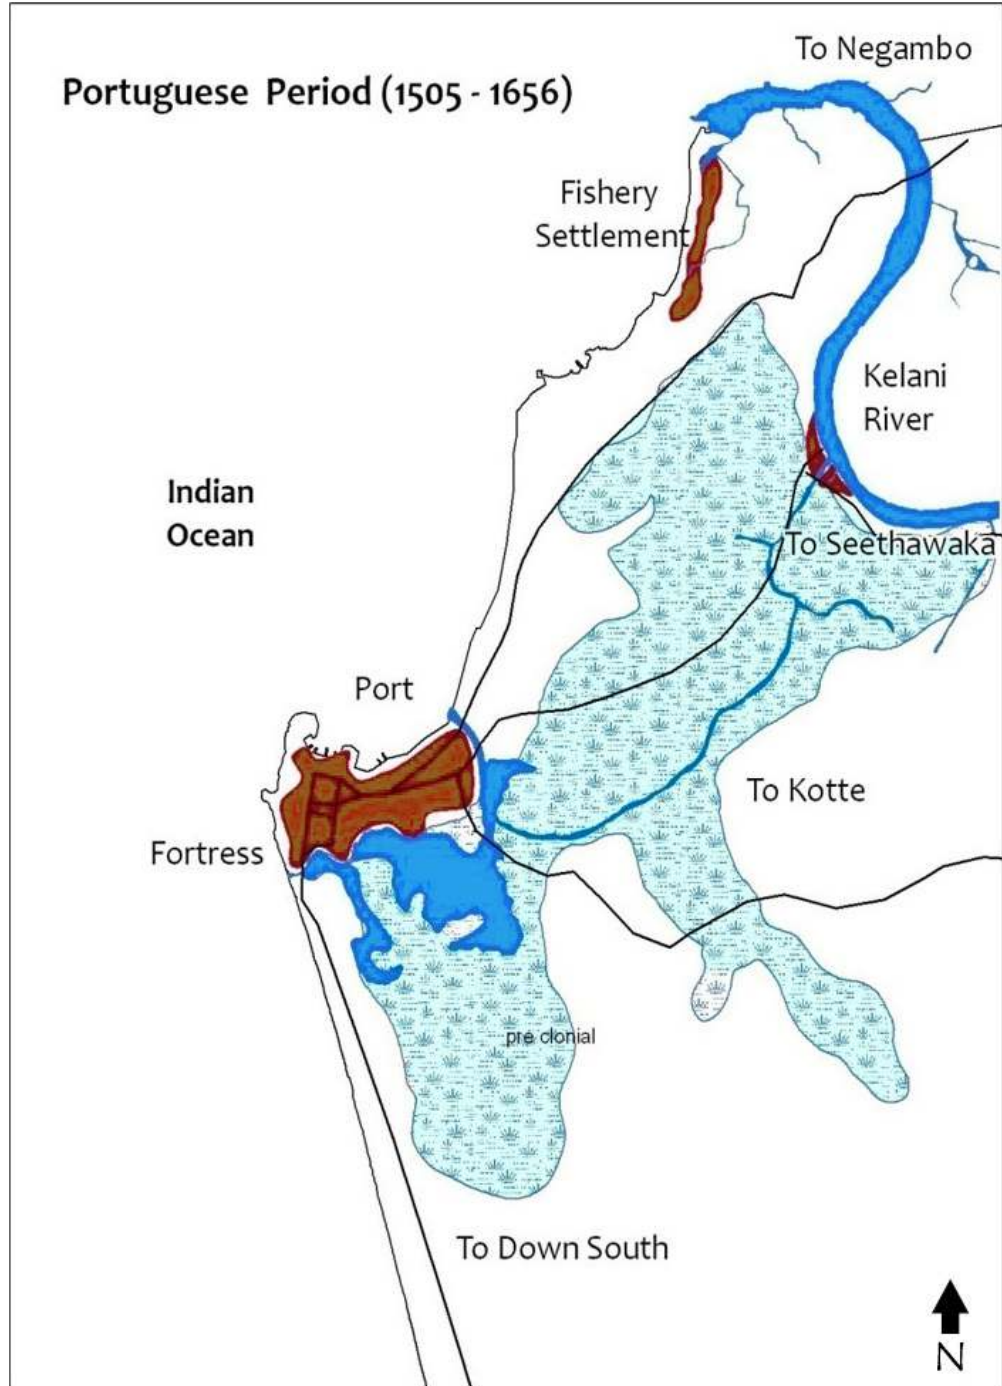 To Negambo
Portuguese Period (1505 - 1656)
Fishery
Settlement
Kelani
River
Indian
Ocean
To Seethawaka
Port
To Kotte
Fortress
pre clonial
To Down South
N